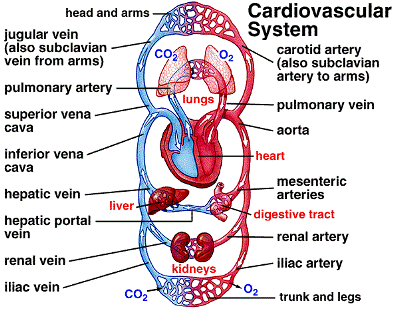 Cardiovascular
System
head and arms
jugular vein
(also subclavian
vein from arms)
CO2
O2
carotid artery
(also subclavian
artery to arms)
pulmonary artery
lungs
pulmonary vein
superior vena
cava
aorta
inferior vena
cava
heart
hepatic vein
liver
mesenteric
arteries
digestive tract
hepatic portal
vein
renal artery
renal vein
kidneys
iliac artery
iliac vein
CO2
O2
trunk and legs